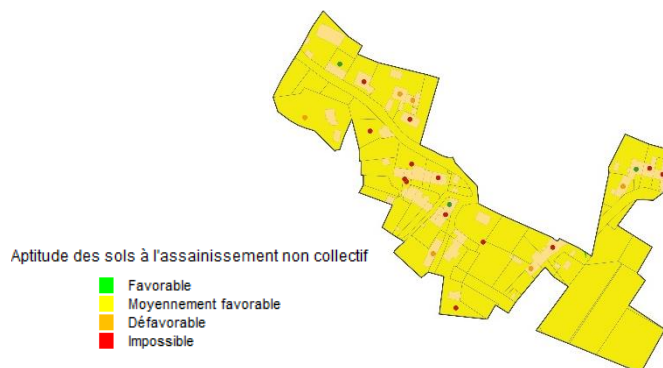 Aptitude des sols à l'assainissement non collectif
Favorable
Moyennement favorable
Défavorable
Impossible